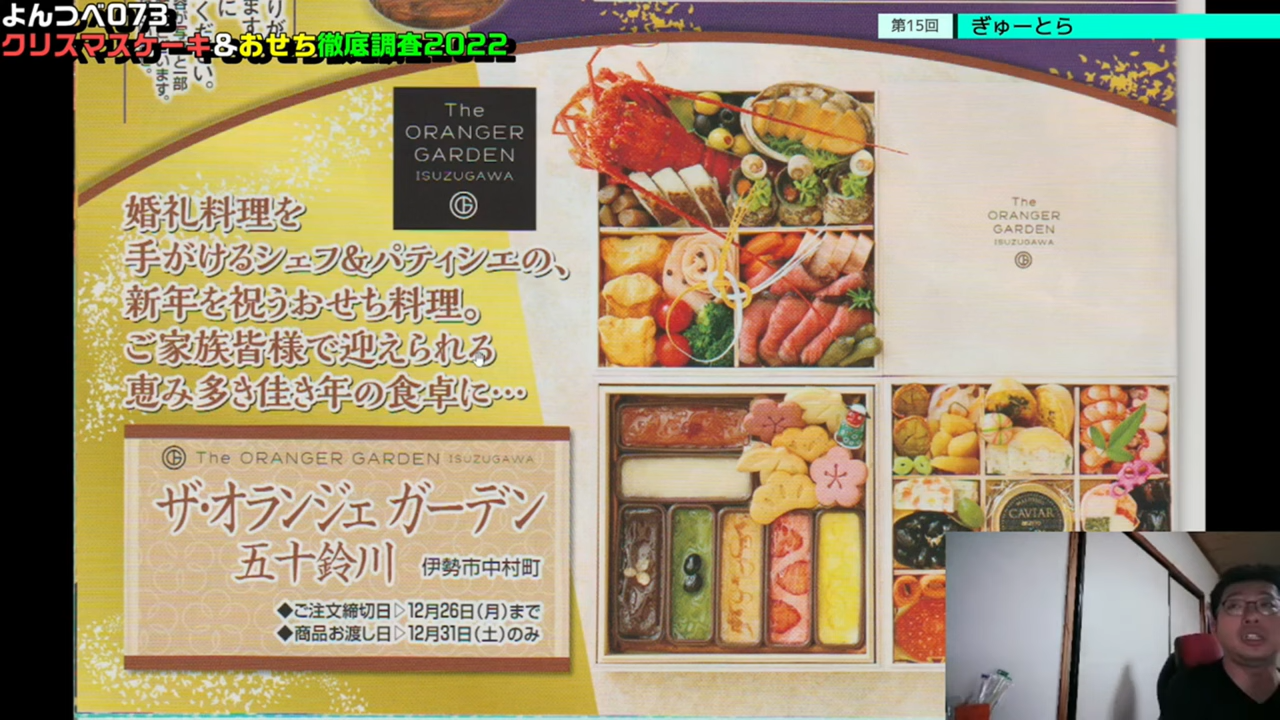 よんつべ073
クリスマスケーキ&おせち徹底調査2022
第15回
ぎゅーとら
The
ORANGER
GARDEN
ISUZUGAWA
婚礼料理を
手がけるシェフ&パティシエの、
新年を祝うおせち料理。
ご家族皆様で迎えられる
恵み多き佳き年の食卓に…
The ORANGER GARDEN ISUZUGAWA
ザ・オランジェ ガーデン
五十鈴川 伊勢市中村町
◆ご注文締切日▷12月26日(月)まで
◆商品お渡し日▷12月31日(土)のみ
The
ORANGER
GARDEN
ISUZUGAWA
CAVIAR